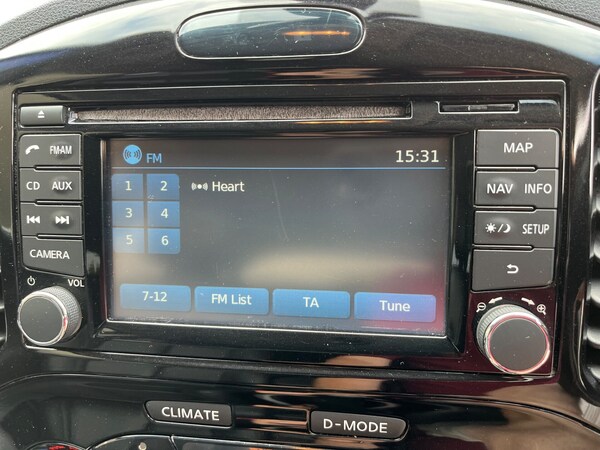 FM 15:31
1 2
Heart
3 4
5 6
7-12 FM List TA Tune
FM·AM
CD AUX
CAMERA
VOL
MAP
NAV INFO
SETUP
CLIMATE D-MODE